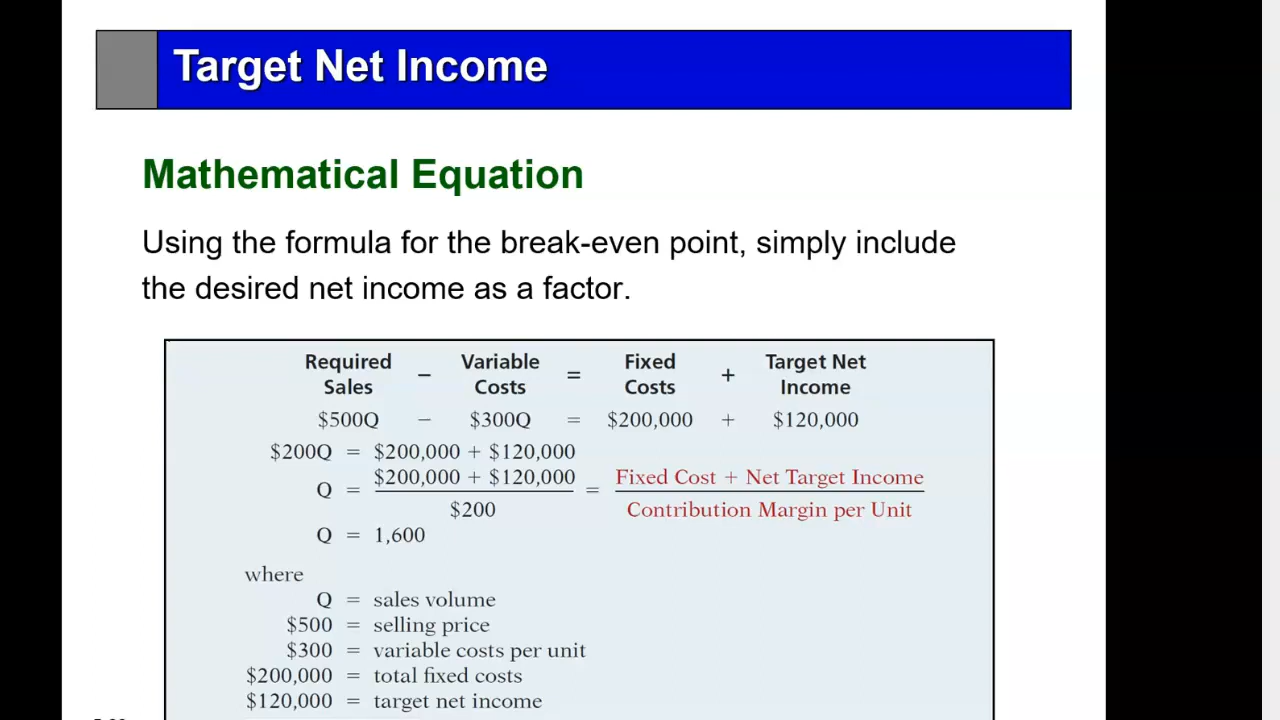 Target Net Income
Mathematical Equation
Using the formula for the break-even point, simply include
the desired net income as a factor.
Required Sales − Variable Costs = Fixed Costs + Target Net Income
$500Q − $300Q = $200,000 + $120,000
$200Q = $200,000 + $120,000
Q = $200,000 + $120,000 / $200 = Fixed Cost + Net Target Income / Contribution Margin per Unit
Q = 1,600
where
Q = sales volume
$500 = selling price
$300 = variable costs per unit
$200,000 = total fixed costs
$120,000 = target net income